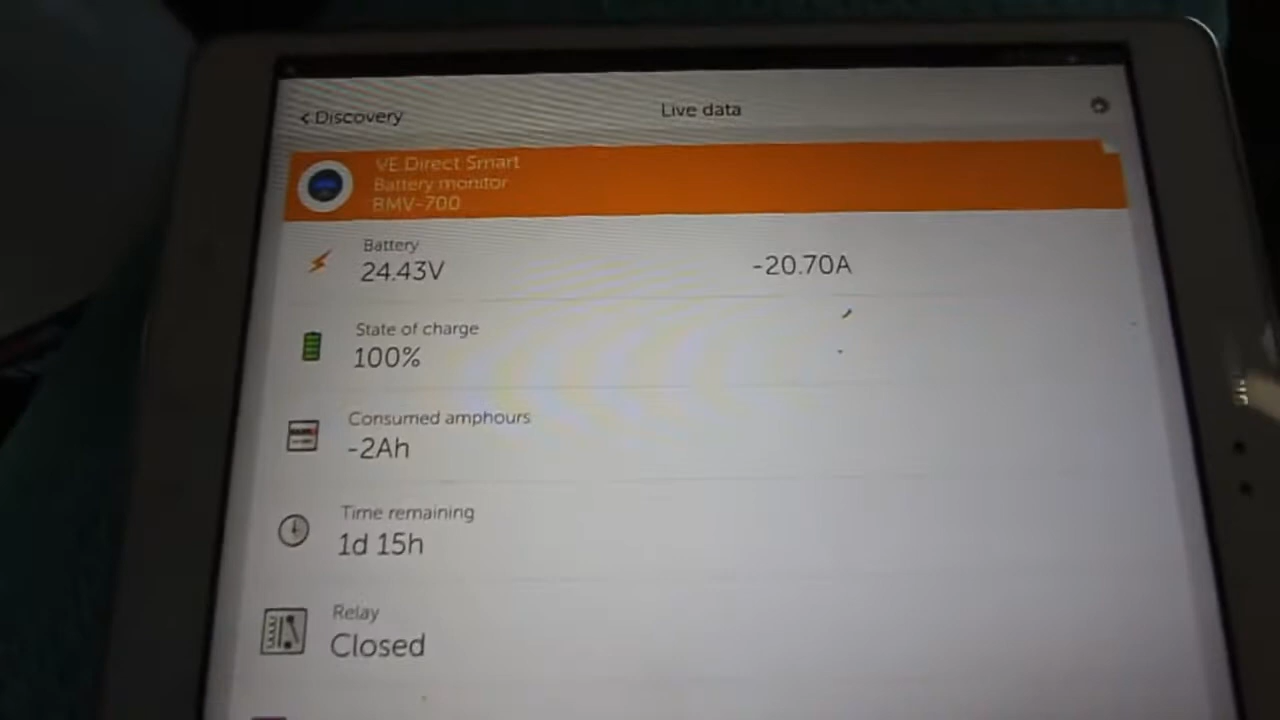 < Discovery
Live data
VE.Direct Smart
Battery monitor
BMV-700
Battery
24.43V
-20.70A
State of charge
100%
Consumed amphours
-2Ah
Time remaining
1d 15h
Relay
Closed